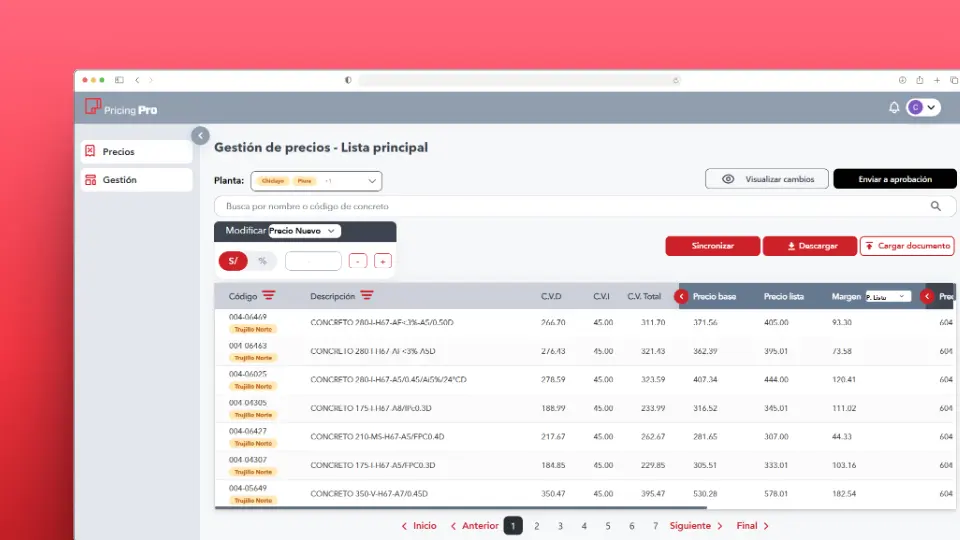 Pricing Pro
C
Precios
Gestión
Gestión de precios - Lista principal
Planta: Chiclayo Piura +1
Visualizar cambios Enviar a aprobación
Busca por nombre o código de concreto
Modificar Precio Nuevo
S/ % - - +
Sincronizar Descargar Cargar documento
Código Descripción C.V.D C.V.I C.V. Total Precio base Precio lista Margen P. Lista Prec
004-06469
Trujillo Norte
CONCRETO 280-I-H67-AF<3%-A5/0.50D 266.70 45.00 311.70 371.56 405.00 93.30 604
004-06463
Trujillo Norte
CONCRETO 280-I-H67-AF<3%-A5D 276.43 45.00 321.43 362.39 395.01 73.58 604
004-06025
Trujillo Norte
CONCRETO 280-I-H67-A5/0.45/Ai5%/24°CD 278.59 45.00 323.59 407.34 444.00 120.41 604
004-04305
Trujillo Norte
CONCRETO 175-I-H67-A8/IPc0.3D 188.99 45.00 233.99 316.52 345.01 111.02 604
004-06427
Trujillo Norte
CONCRETO 210-MS-H67-A5/FPC0.4D 217.67 45.00 262.67 281.65 307.00 44.33 604
004-04307
Trujillo Norte
CONCRETO 175-I-H67-A5/FPC0.3D 184.85 45.00 229.85 305.51 333.01 103.16 604
004-05649
Trujillo Norte
CONCRETO 350-V-H67-A7/0.45D 350.47 45.00 395.47 530.28 578.01 182.54 604
Inicio Anterior 1 2 3 4 5 6 7 Siguiente Final